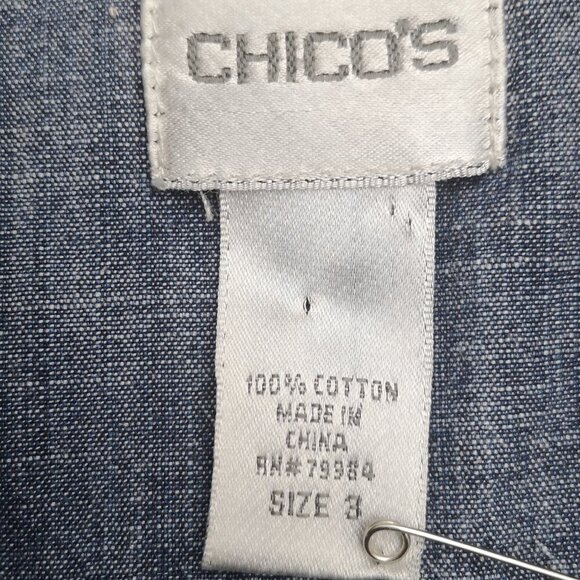 CHICO'S
100% COTTON
MADE IN
CHINA
RN#79984
SIZE 3